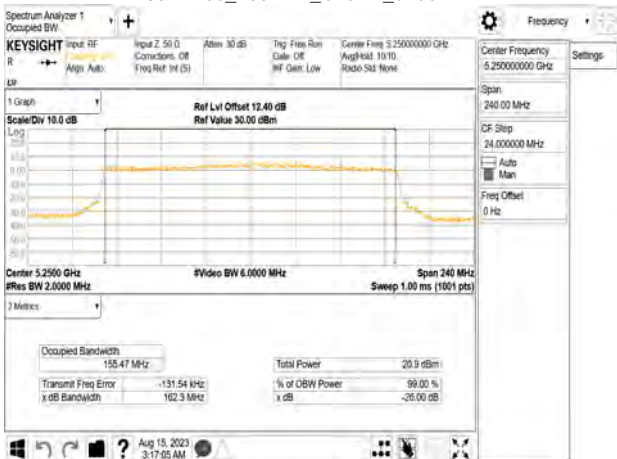 Spectrum Analyzer 1
Occupied BW
Frequency
KEYSIGHT Input: RF
Input Z: 50 Ω
Atten: 30 dB
Trig: Free Run
Center Freq: 5.250000000 GHz
R
Corrections: Off
Gate: Off
Avg|Hold: 10/10
Align: Auto
Freq Ref: Int (S)
#IF Gain: Low
Radio Std: None
Center Frequency
5.250000000 GHz
Settings
Span
240.00 MHz
CF Step
24.000000 MHz
Auto
Man
Freq Offset
0 Hz
1 Graph
Scale/Div 10.0 dB
Ref Lvl Offset 12.40 dB
Ref Value 30.00 dBm
Log
Center 5.2500 GHz
#Video BW 6.0000 MHz
Span 240 MHz
#Res BW 2.0000 MHz
Sweep 1.00 ms (1001 pts)
2 Metrics
Occupied Bandwidth
155.47 MHz
Total Power
20.9 dBm
Transmit Freq Error
-131.54 kHz
% of OBW Power
99.00 %
x dB Bandwidth
162.3 MHz
x dB
-26.00 dB
?
Aug 15, 2023
3:17:05 AM